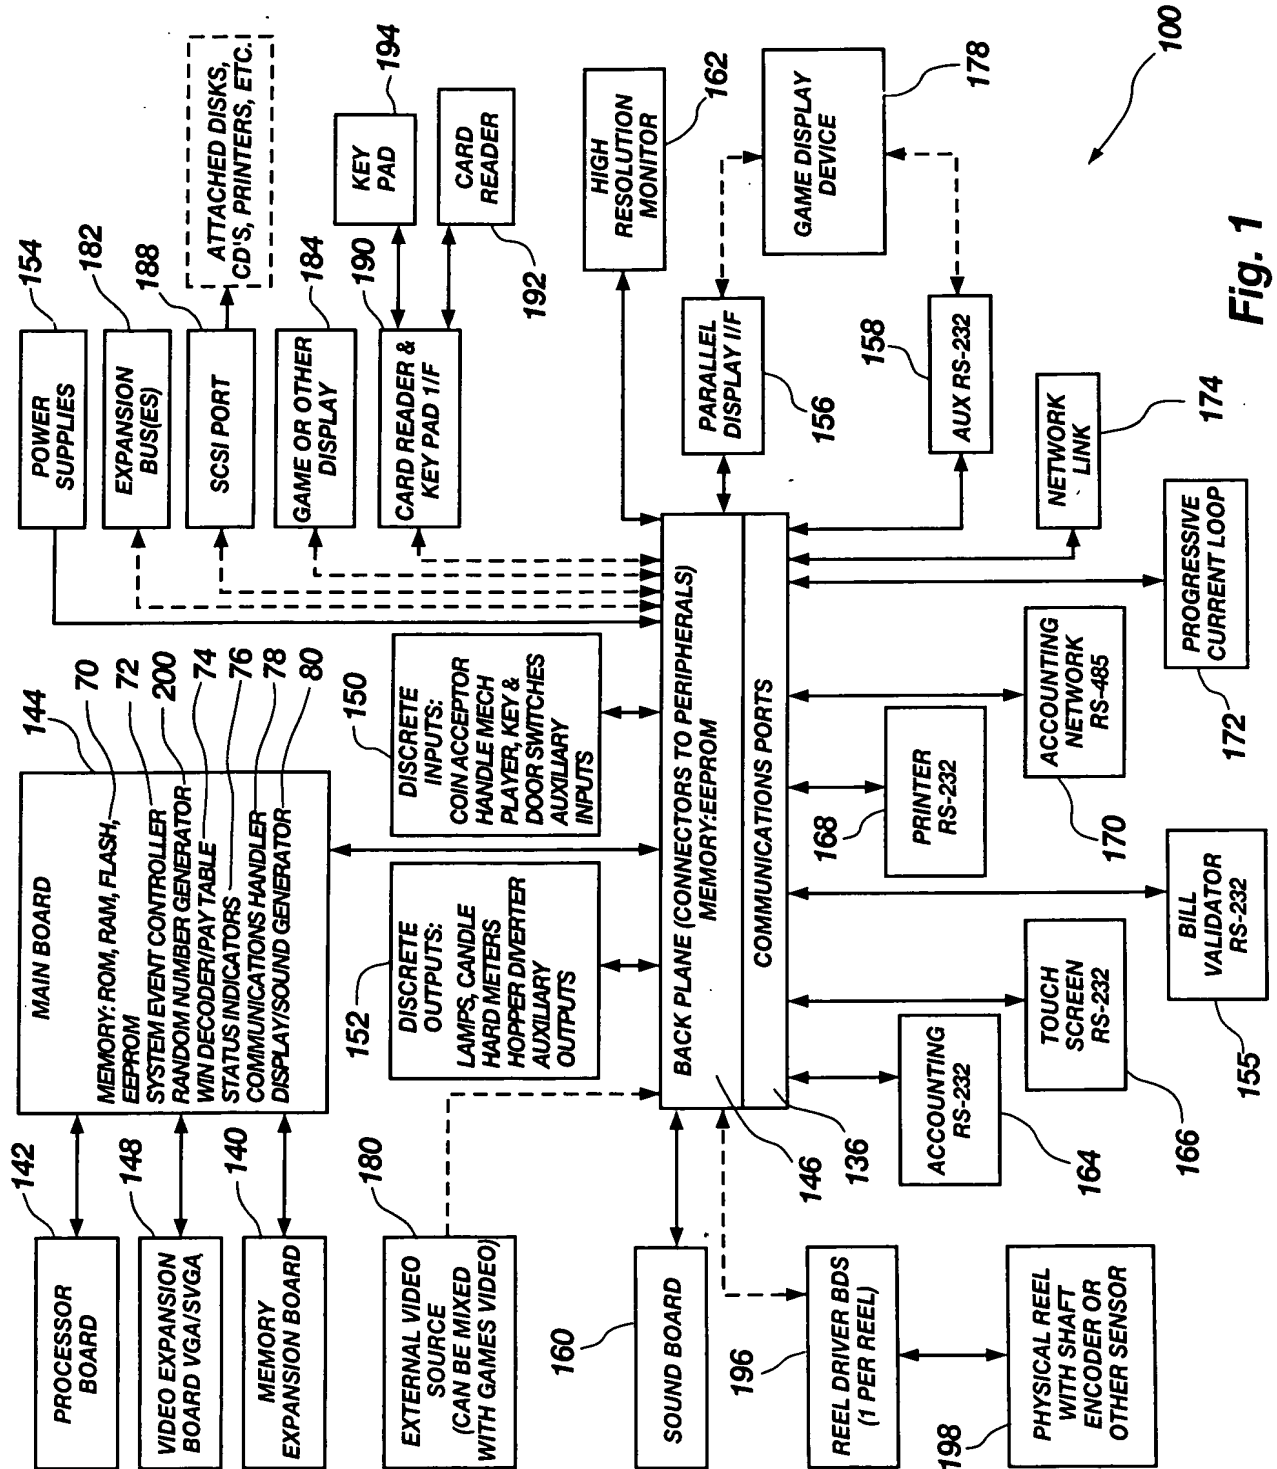 142
PROCESSOR
BOARD
148
VIDEO EXPANSION
BOARD VGA/SVGA
140
MEMORY
EXPANSION BOARD
144
MAIN BOARD
MEMORY: ROM, RAM, FLASH,
EEPROM
SYSTEM EVENT CONTROLLER
RANDOM NUMBER GENERATOR
WIN DECODER/PAY TABLE
STATUS INDICATORS
COMMUNICATIONS HANDLER
DISPLAY/SOUND GENERATOR
70
72
200
74
76
78
80
154
POWER
SUPPLIES
182
EXPANSION
BUS(ES)
188
SCSI PORT
ATTACHED DISKS,
CD'S, PRINTERS, ETC.
184
GAME OR OTHER
DISPLAY
190
CARD READER &
KEY PAD 1/F
194
KEY
PAD
CARD
READER
192
180
EXTERNAL VIDEO
SOURCE
(CAN BE MIXED
WITH GAMES VIDEO)
152
DISCRETE
OUTPUTS:
LAMPS, CANDLE
HARD METERS
HOPPER DIVERTER
AUXILIARY
OUTPUTS
150
DISCRETE
INPUTS:
COIN ACCEPTOR
HANDLE MECH
PLAYER, KEY &
DOOR SWITCHES
AUXILIARY
INPUTS
160
SOUND BOARD
BACK PLANE (CONNECTORS TO PERIPHERALS)
MEMORY:EEPROM
COMMUNICATIONS PORTS
146
136
HIGH
RESOLUTION
MONITOR
162
PARALLEL
DISPLAY I/F
156
GAME DISPLAY
DEVICE
178
158
AUX RS-232
196
REEL DRIVER BDS
(1 PER REEL)
198
PHYSICAL REEL
WITH SHAFT
ENCODER OR
OTHER SENSOR
ACCOUNTING
RS-232
164
TOUCH
SCREEN
RS-232
166
BILL
VALIDATOR
RS-232
155
168
PRINTER
RS-232
ACCOUNTING
NETWORK
RS-485
170
PROGRESSIVE
CURRENT LOOP
172
NETWORK
LINK
174
100
Fig. 1